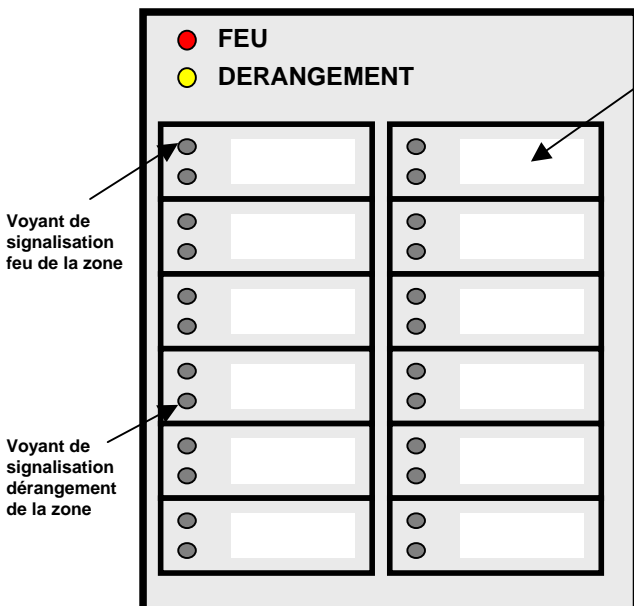 FEU
DERANGEMENT
Voyant de
signalisation
feu de la zone
Voyant de
signalisation
dérangement
de la zone